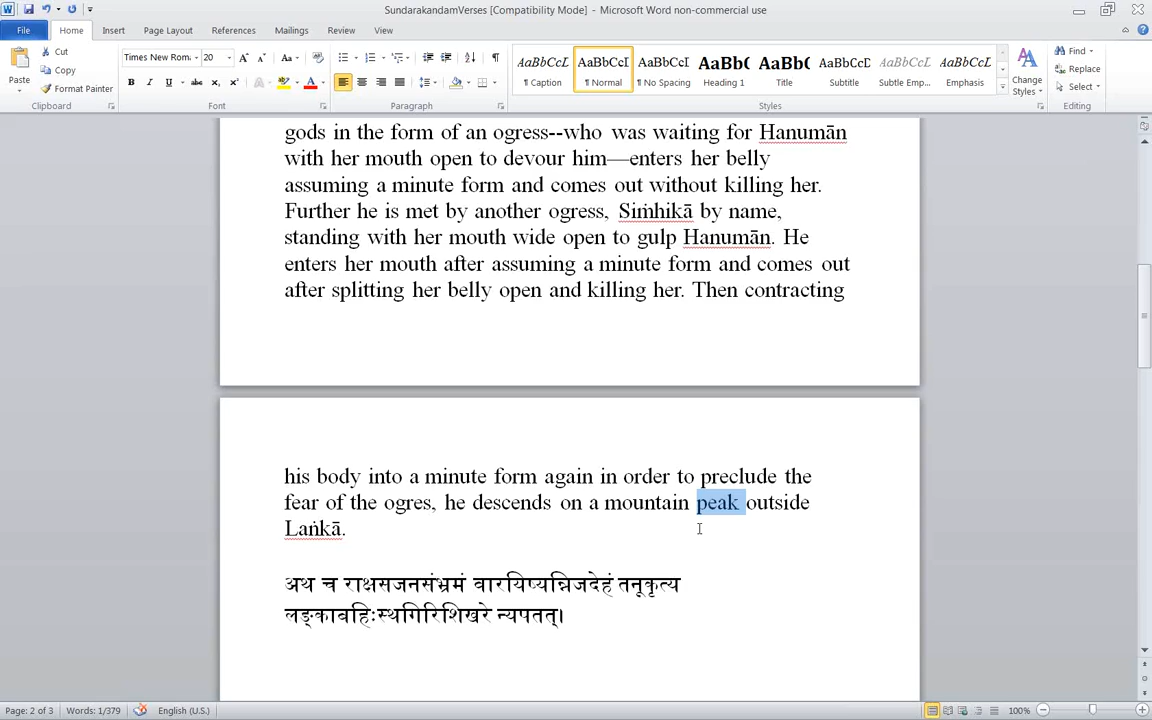 SundarakandamVerses [Compatibility Mode] - Microsoft Word non-commercial use
File Home Insert Page Layout References Mailings Review View
Paste Cut Copy Format Painter
Times New Rom 20 Aa
B I U abc x₂ x² A A
AaBbCcL AaBbCcI AaBbCcI AaBb( AaBb( AaBbCcI AaBbCcI AaBbCcI
¶ Caption ¶ Normal ¶ No Spacing Heading 1 Title Subtitle Subtle Emp... Emphasis
Change Styles
Find Replace Select
Clipboard Font Paragraph Styles Editing
gods in the form of an ogress--who was waiting for Hanumān
with her mouth open to devour him—enters her belly
assuming a minute form and comes out without killing her.
Further he is met by another ogress, Siṁhikā by name,
standing with her mouth wide open to gulp Hanumān. He
enters her mouth after assuming a minute form and comes out
after splitting her belly open and killing her. Then contracting
his body into a minute form again in order to preclude the
fear of the ogres, he descends on a mountain peak outside
Laṅkā.
अथ च राक्षसजनसंभ्रमं वारयिष्यन्निजदेहं तनूकृत्य
लङ्काबहिःस्थगिरिशिखरे न्यपतत्।
Page: 2 of 3 Words: 1/379 English (U.S.) 100%